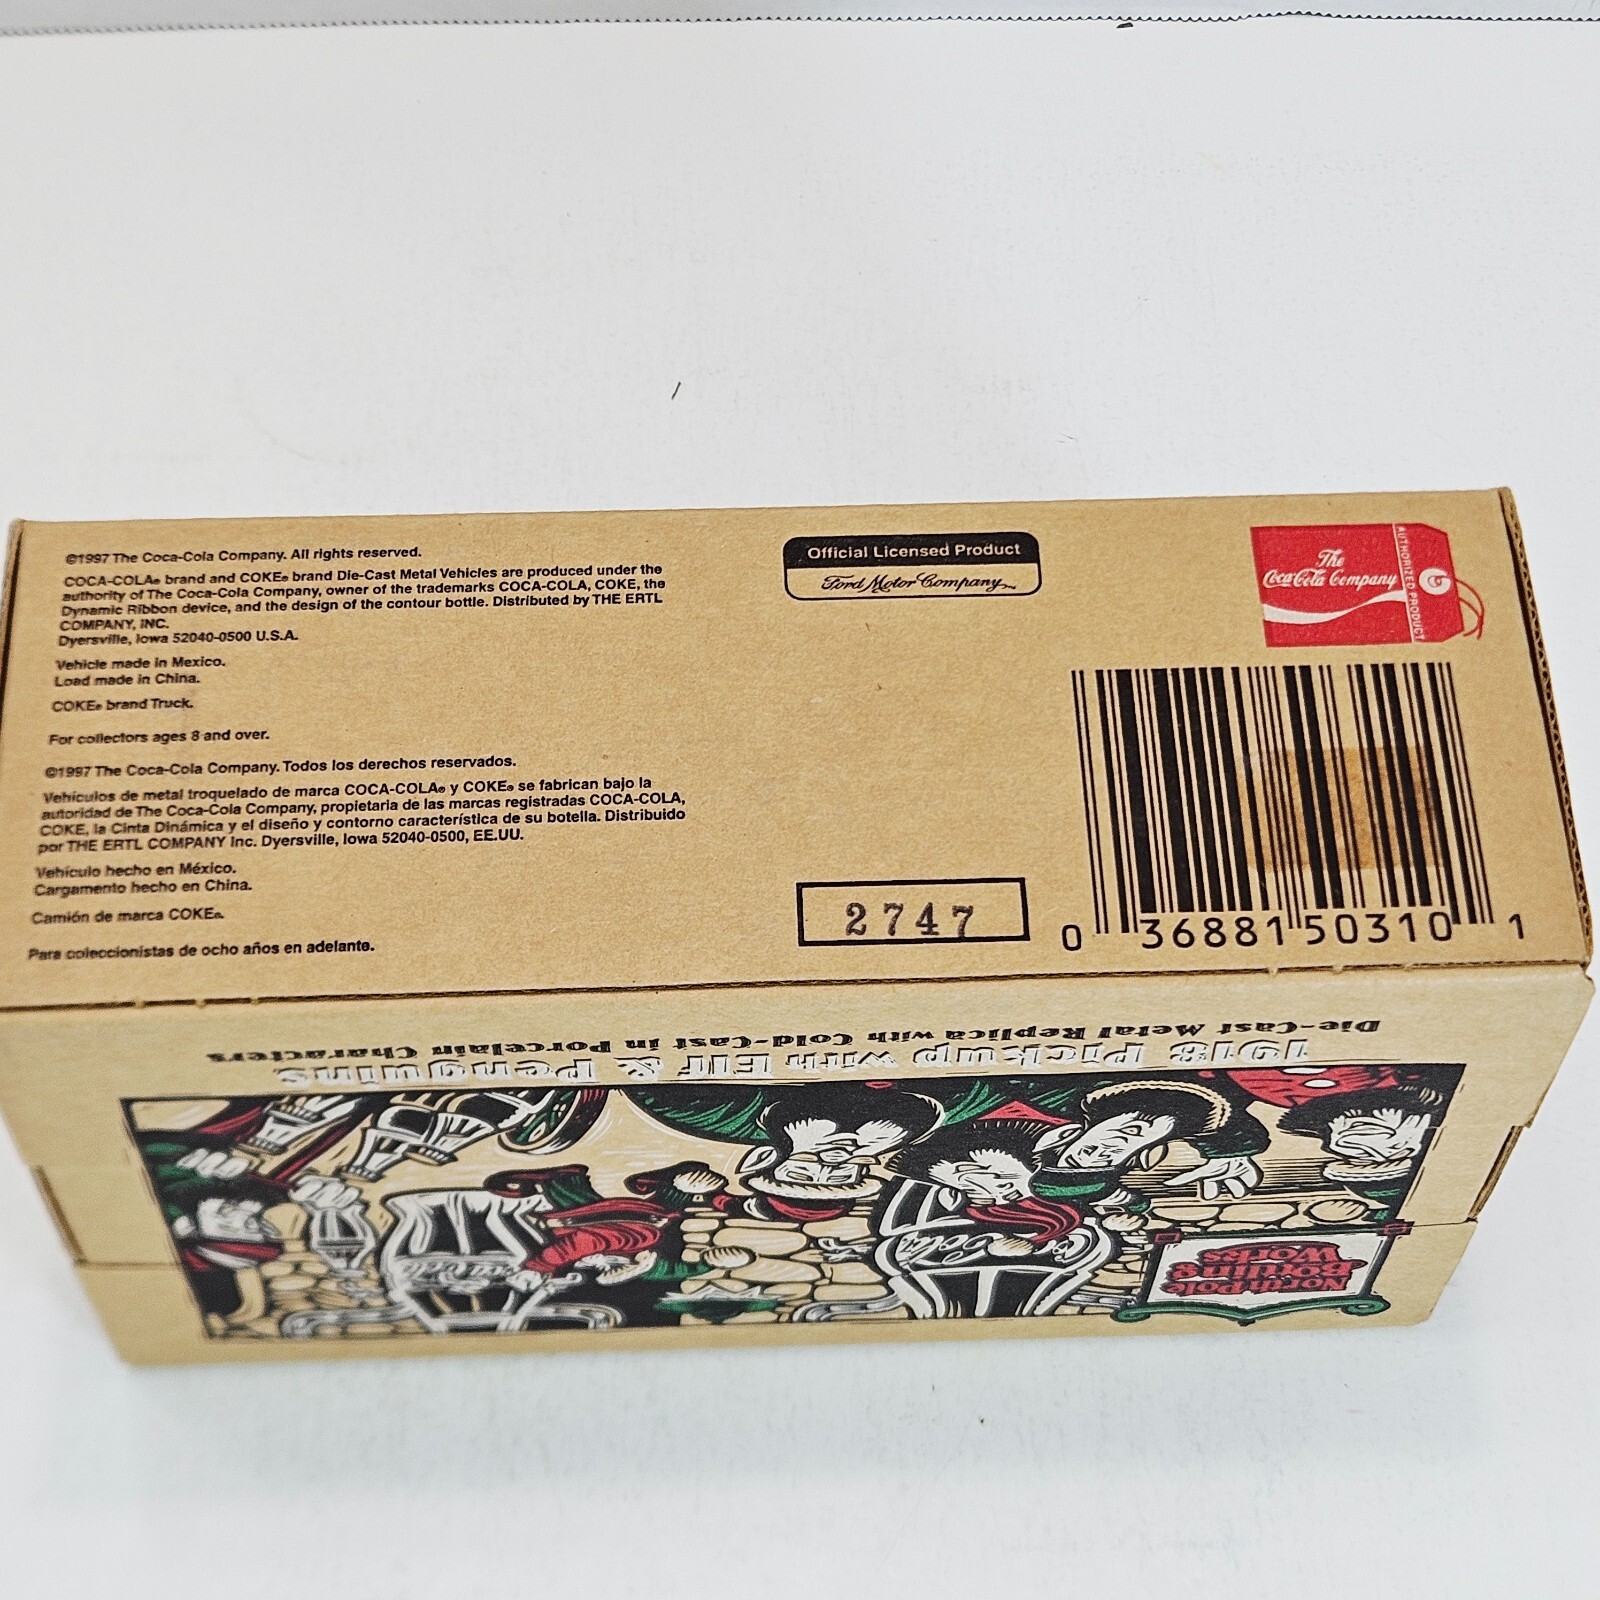 ©1997 The Coca-Cola Company. All rights reserved.
COCA-COLA® brand and COKE® brand Die-Cast Metal Vehicles are produced under the
authority of The Coca-Cola Company, owner of the trademarks COCA-COLA, COKE, the
Dynamic Ribbon device, and the design of the contour bottle. Distributed by THE ERTL
COMPANY, INC.
Dyersville, Iowa 52040-0500 U.S.A.
Vehicle made in Mexico.
Load made in China.
COKE® brand Truck.
For collectors ages 8 and over.
©1997 The Coca-Cola Company. Todos los derechos reservados.
Vehículos de metal troquelado de marca COCA-COLA® y COKE® se fabrican bajo la
autoridad de The Coca-Cola Company, propietaria de las marcas registradas COCA-COLA,
COKE, la Cinta Dinámica y el diseño y contorno característica de su botella. Distribuido
por THE ERTL COMPANY Inc. Dyersville, Iowa 52040-0500, EE.UU.
Vehículo hecho en México.
Cargamento hecho en China.
Camión de marca COKE®.
Para coleccionistas de ocho años en adelante.
Official Licensed Product
Ford Motor Company
The
Coca-Cola Company
AUTHORIZED PRODUCT
2747
0 36881 50310 1
Die-Cast Metal Replica with Cold-Cast in Porcelain Characters
1918 Pickup with Elf & Penguins
North Pole
Bottling
Works